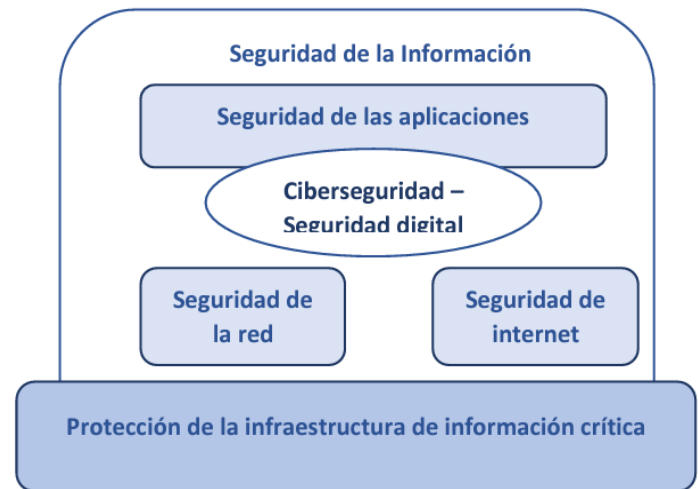 Seguridad de la Información
Seguridad de las aplicaciones
Ciberseguridad –
Seguridad digital
Seguridad de
la red
Seguridad de
internet
Protección de la infraestructura de información crítica